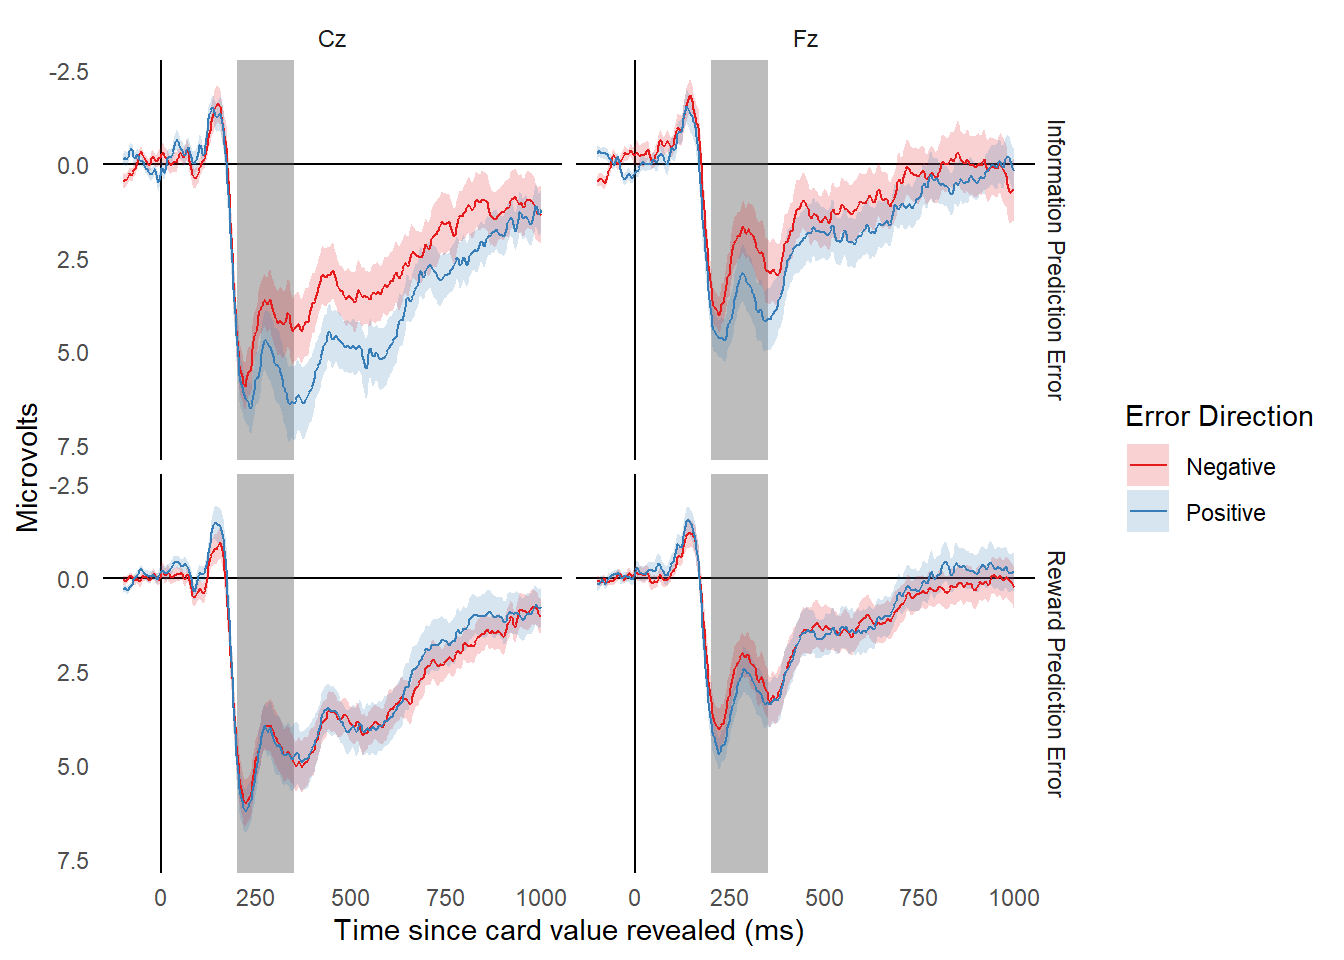 Cz
Fz
-2.5
0.0
2.5
5.0
7.5
Information Prediction Error
-2.5
0.0
2.5
5.0
7.5
Reward Prediction Error
Microvolts
0 250 500 750 1000
0 250 500 750 1000
Time since card value revealed (ms)
Error Direction
Negative
Positive